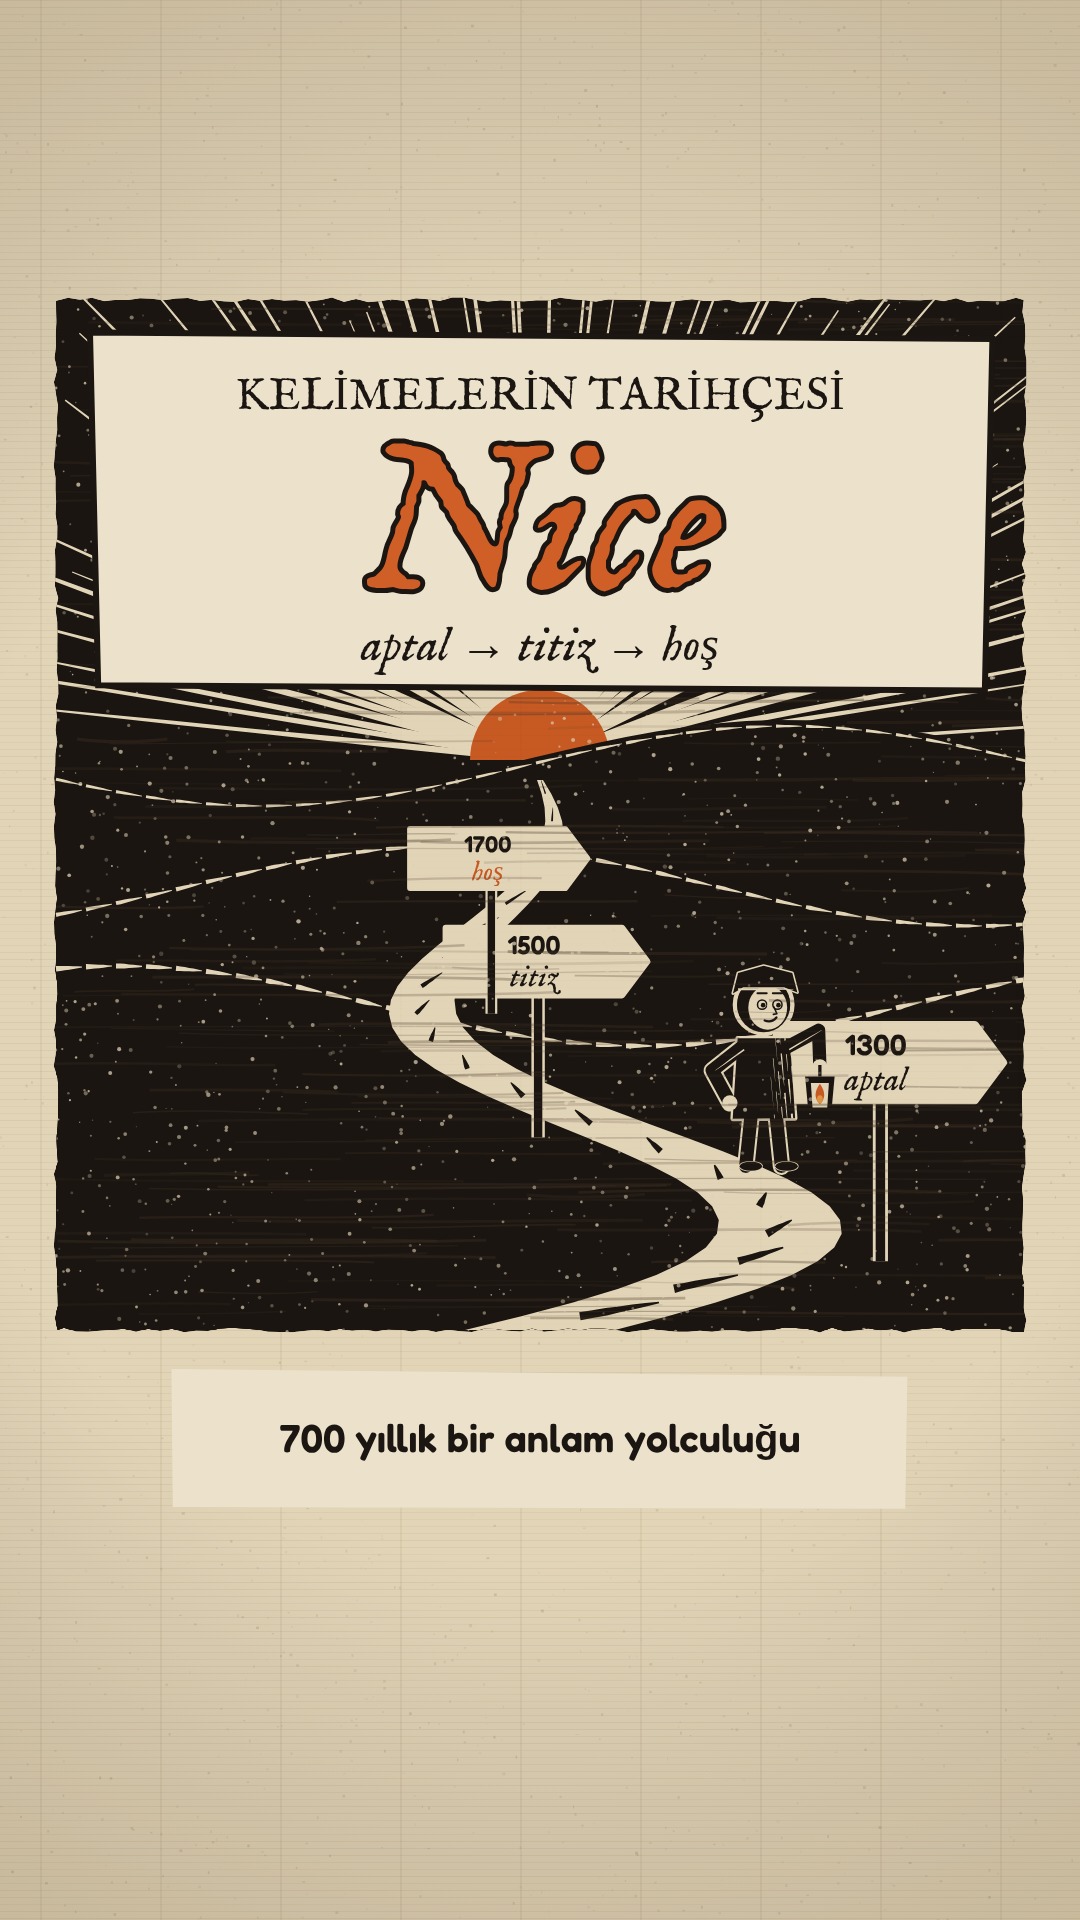 KELİMELERİN TARİHÇESİ
Nice
aptal → titiz → hoş
1700
hoş
1500
titiz
1300
aptal
700 yıllık bir anlam yolculuğu